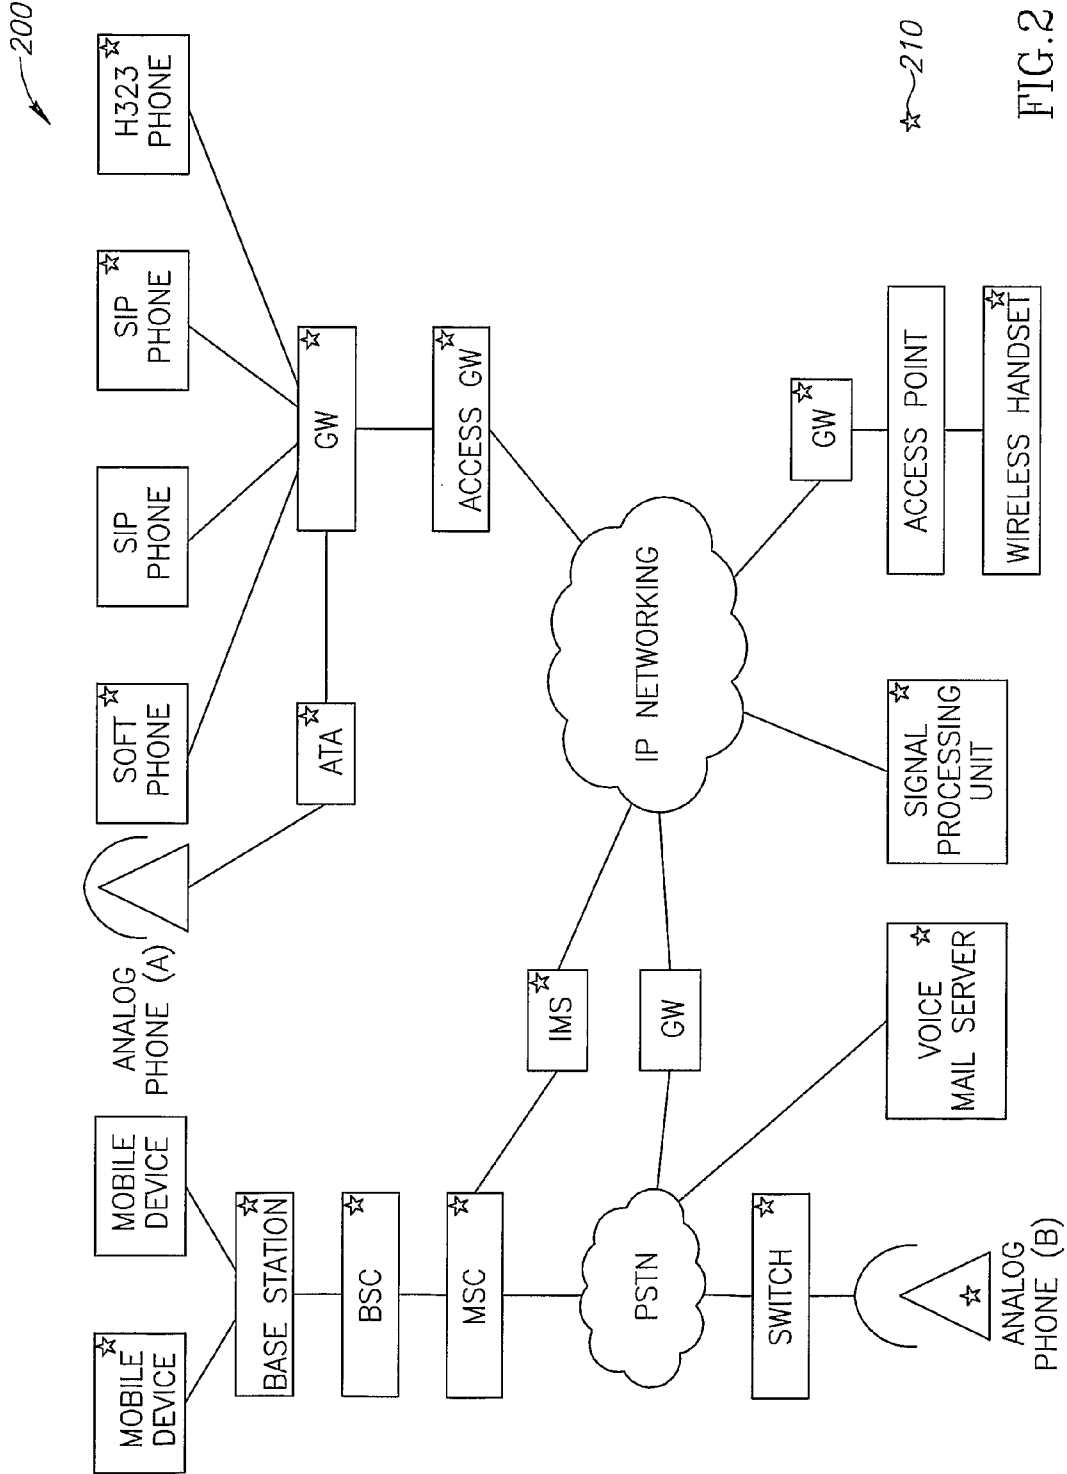 200
MOBILE
DEVICE
MOBILE
DEVICE
ANALOG
PHONE (A)
SOFT
PHONE
SIP
PHONE
SIP
PHONE
H323
PHONE
BASE STATION
ATA
GW
BSC
MSC
IMS
ACCESS GW
PSTN
GW
IP NETWORKING
SWITCH
GW
ANALOG
PHONE (B)
VOICE
MAIL SERVER
SIGNAL
PROCESSING
UNIT
ACCESS POINT
WIRELESS HANDSET
210
FIG.2